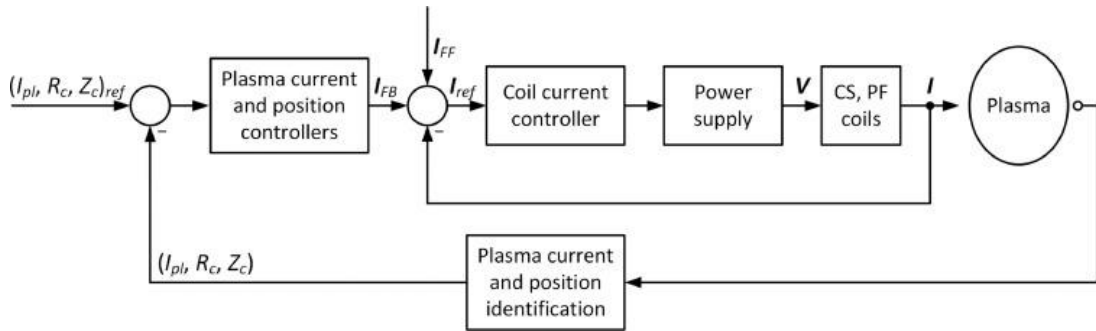 I_FF
(I_pl, R_c, Z_c)_ref
Plasma current
and position
controllers
I_FB
I_ref
Coil current
controller
Power
supply
V
CS, PF
coils
I
Plasma
−
−
(I_pl, R_c, Z_c)
Plasma current
and position
identification